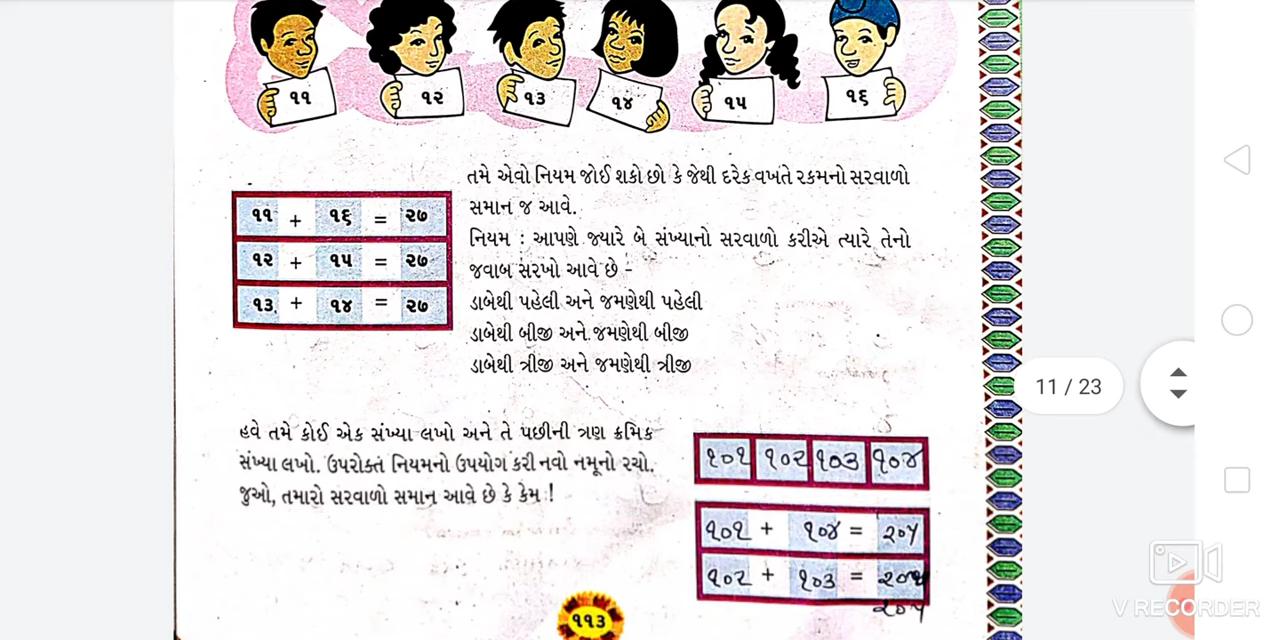 ૧૧ ૧૨ ૧૩ ૧૪ ૧૫ ૧૬
તમે એવો નિયમ જોઈ શકો છો કે જેથી દરેક વખતે રકમનો સરવાળો
સમાન જ આવે.
નિયમ : આપણે જ્યારે બે સંખ્યાનો સરવાળો કરીએ ત્યારે તેનો
જવાબ સરખો આવે છે -
ડાબેથી પહેલી અને જમણેથી પહેલી
ડાબેથી બીજી અને જમણેથી બીજી
ડાબેથી ત્રીજી અને જમણેથી ત્રીજી
૧૧ + ૧૬ = ૨૭
૧૨ + ૧૫ = ૨૭
૧૩ + ૧૪ = ૨૭
11 / 23
હવે તમે કોઈ એક સંખ્યા લખો અને તે પછીની ત્રણ ક્રમિક
સંખ્યા લખો. ઉપરોક્ત નિયમનો ઉપયોગ કરી નવો નમૂનો રચો.
જુઓ, તમારો સરવાળો સમાન આવે છે કે કેમ !
૧૦૧ ૧૦૨ ૧૦૩ ૧૦૪
૧૦૧ + ૧૦૪ = ૨૦૫
૧૦૨ + ૧૦૩ =
૨૦૫
૧૧૩
V RECORDER